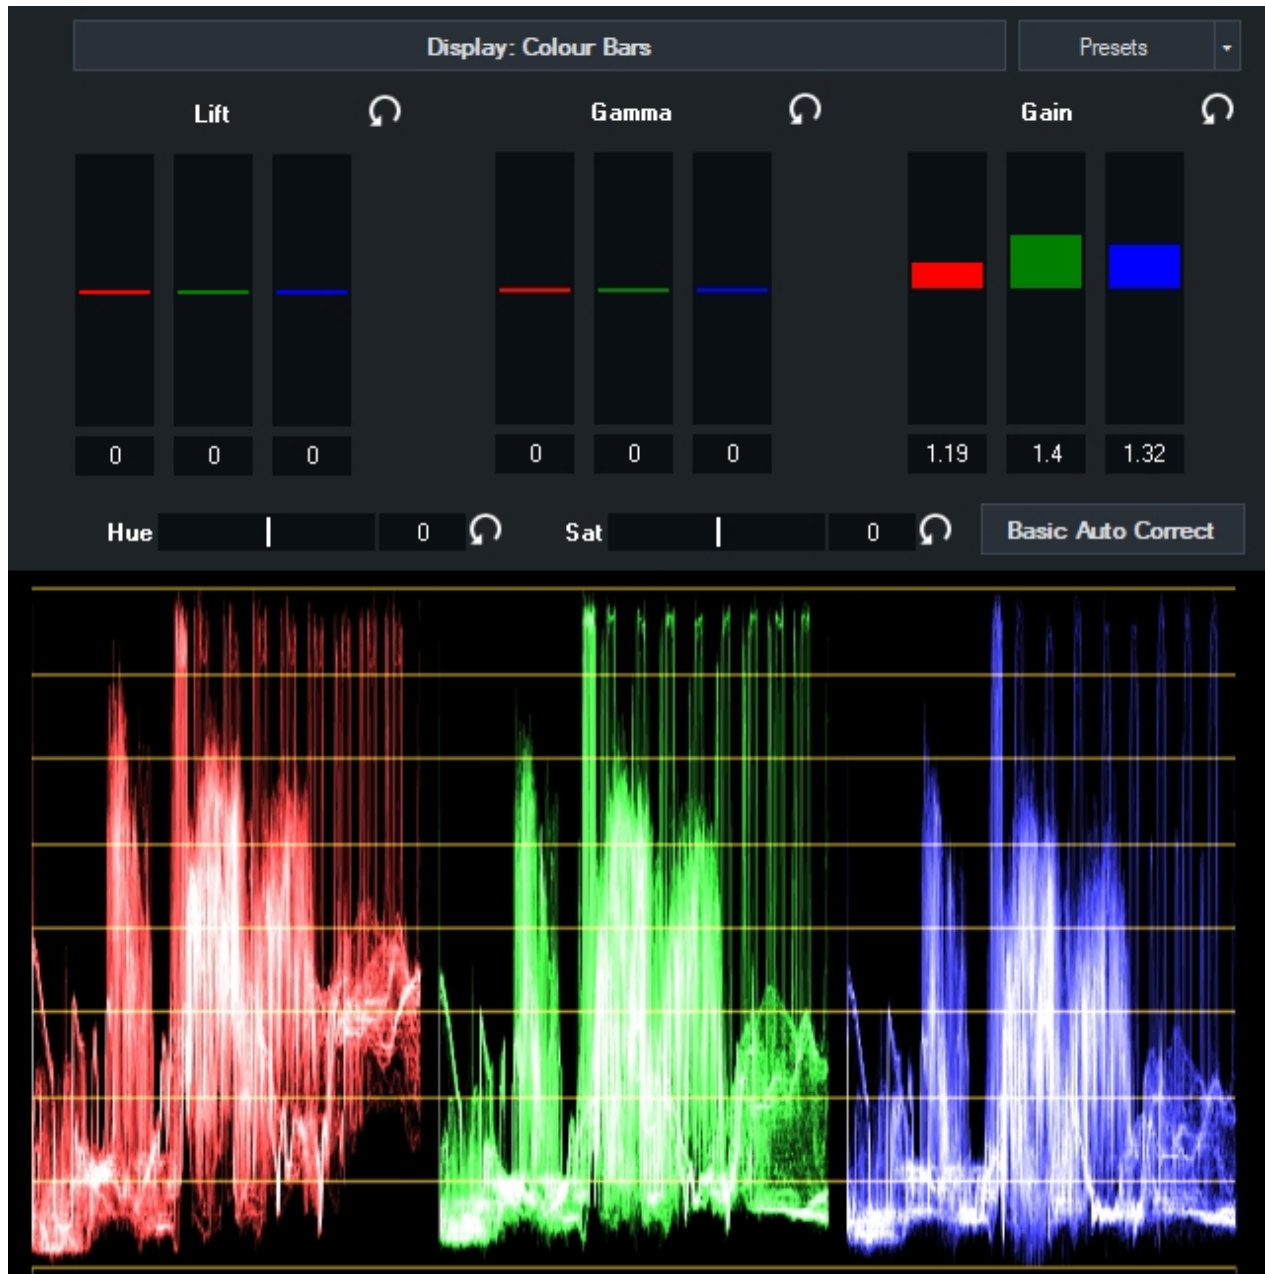 Display: Colour Bars Presets
Lift Gamma Gain
0 0 0 0 0 0 1.19 1.4 1.32
Hue 0 Sat 0 Basic Auto Correct